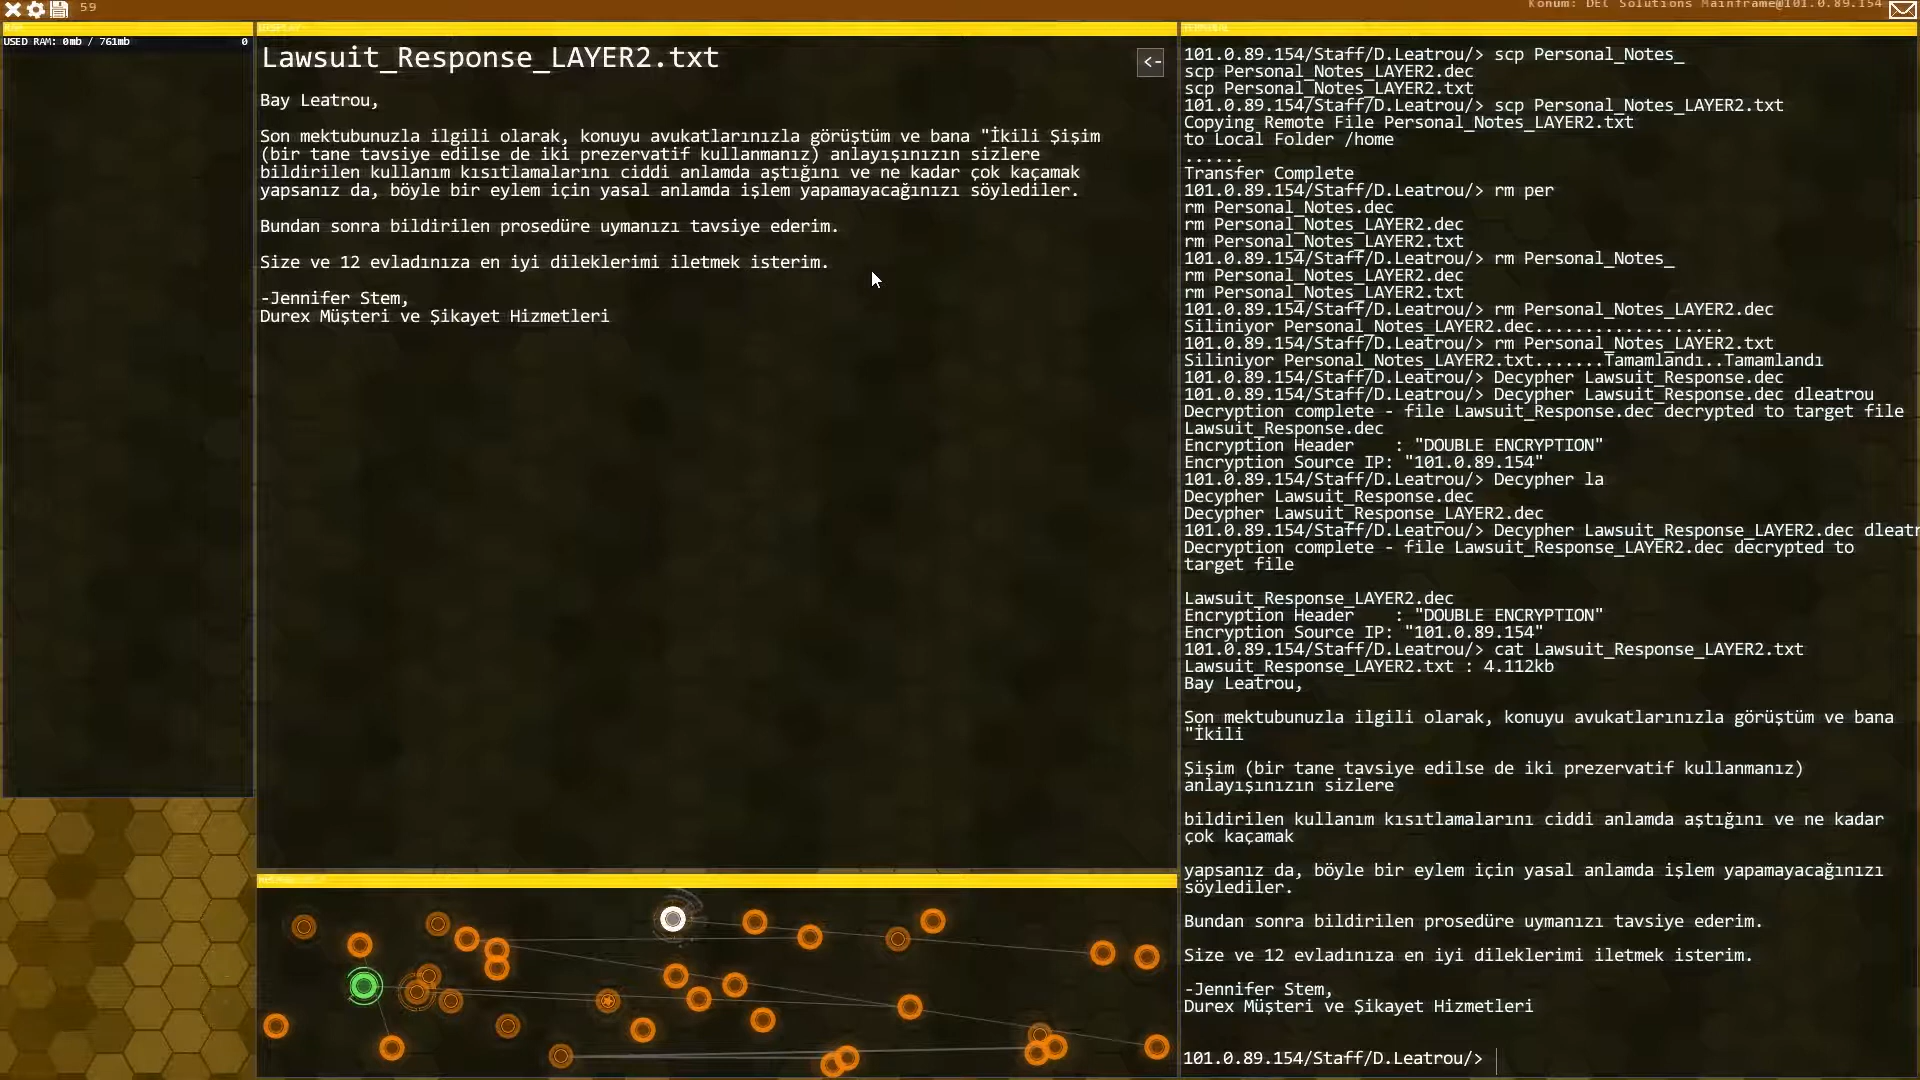 59
Konum: DEC Solutions Mainframe@101.0.89.154
USED RAM: 0mb / 761mb
0
Lawsuit_Response_LAYER2.txt
<-
Bay Leatrou,
Son mektubunuzla ilgili olarak, konuyu avukatlarınızla görüştüm ve bana "İkili Şişim
(bir tane tavsiye edilse de iki prezervatif kullanmanız) anlayışınızın sizlere
bildirilen kullanım kısıtlamalarını ciddi anlamda aştığını ve ne kadar çok kaçamak
yapsanız da, böyle bir eylem için yasal anlamda işlem yapamayacağınızı söylediler.
Bundan sonra bildirilen prosedüre uymanızı tavsiye ederim.
Size ve 12 evladınıza en iyi dileklerimi iletmek isterim.
-Jennifer Stem,
Durex Müşteri ve Şikayet Hizmetleri
101.0.89.154/Staff/D.Leatrou/> scp Personal_Notes_
scp Personal_Notes_LAYER2.dec
scp Personal_Notes_LAYER2.txt
101.0.89.154/Staff/D.Leatrou/> scp Personal_Notes_LAYER2.txt
Copying Remote File Personal_Notes_LAYER2.txt
to Local Folder /home
......
Transfer Complete
101.0.89.154/Staff/D.Leatrou/> rm per
rm Personal_Notes.dec
rm Personal_Notes_LAYER2.dec
rm Personal_Notes_LAYER2.txt
101.0.89.154/Staff/D.Leatrou/> rm Personal_Notes_
rm Personal_Notes_LAYER2.dec
rm Personal_Notes_LAYER2.txt
101.0.89.154/Staff/D.Leatrou/> rm Personal_Notes_LAYER2.dec
Siliniyor Personal_Notes_LAYER2.dec...................
101.0.89.154/Staff/D.Leatrou/> rm Personal_Notes_LAYER2.txt
Siliniyor Personal_Notes_LAYER2.txt.......Tamamlandı..Tamamlandı
101.0.89.154/Staff/D.Leatrou/> Decypher Lawsuit_Response.dec
101.0.89.154/Staff/D.Leatrou/> Decypher Lawsuit_Response.dec dleatrou
Decryption complete - file Lawsuit_Response.dec decrypted to target file
Lawsuit_Response.dec
Encryption Header    : "DOUBLE ENCRYPTION"
Encryption Source IP: "101.0.89.154"
101.0.89.154/Staff/D.Leatrou/> Decypher la
Decypher Lawsuit_Response.dec
Decypher Lawsuit_Response_LAYER2.dec
101.0.89.154/Staff/D.Leatrou/> Decypher Lawsuit_Response_LAYER2.dec dleatr
Decryption complete - file Lawsuit_Response_LAYER2.dec decrypted to
target file
Lawsuit_Response_LAYER2.dec
Encryption Header    : "DOUBLE ENCRYPTION"
Encryption Source IP: "101.0.89.154"
101.0.89.154/Staff/D.Leatrou/> cat Lawsuit_Response_LAYER2.txt
Lawsuit_Response_LAYER2.txt : 4.112kb
Bay Leatrou,
Son mektubunuzla ilgili olarak, konuyu avukatlarınızla görüştüm ve bana
"İkili
Şişim (bir tane tavsiye edilse de iki prezervatif kullanmanız)
anlayışınızın sizlere
bildirilen kullanım kısıtlamalarını ciddi anlamda aştığını ve ne kadar
çok kaçamak
yapsanız da, böyle bir eylem için yasal anlamda işlem yapamayacağınızı
söylediler.
Bundan sonra bildirilen prosedüre uymanızı tavsiye ederim.
Size ve 12 evladınıza en iyi dileklerimi iletmek isterim.
-Jennifer Stem,
Durex Müşteri ve Şikayet Hizmetleri
101.0.89.154/Staff/D.Leatrou/>